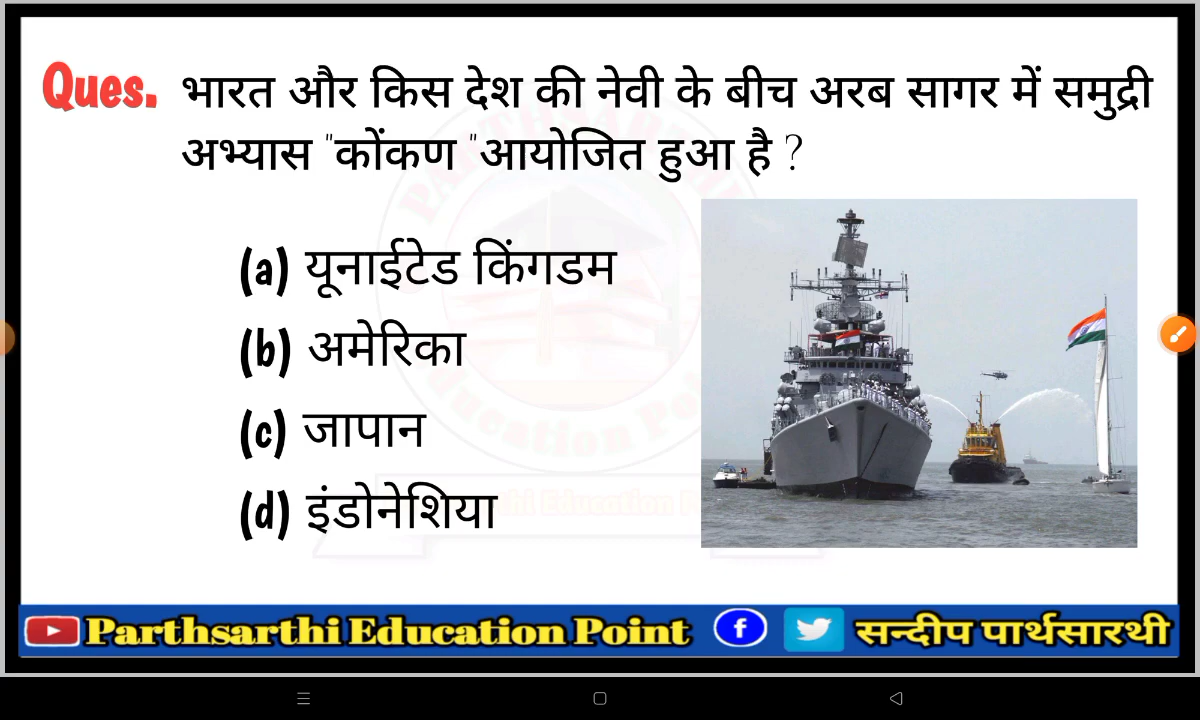 Ques. भारत और किस देश की नेवी के बीच अरब सागर में समुद्री
अभ्यास "कोंकण "आयोजित हुआ है ?
(a) यूनाईटेड किंगडम
(b) अमेरिका
(c) जापान
(d) इंडोनेशिया
Parthsarthi Education Point सन्दीप पार्थसारथी